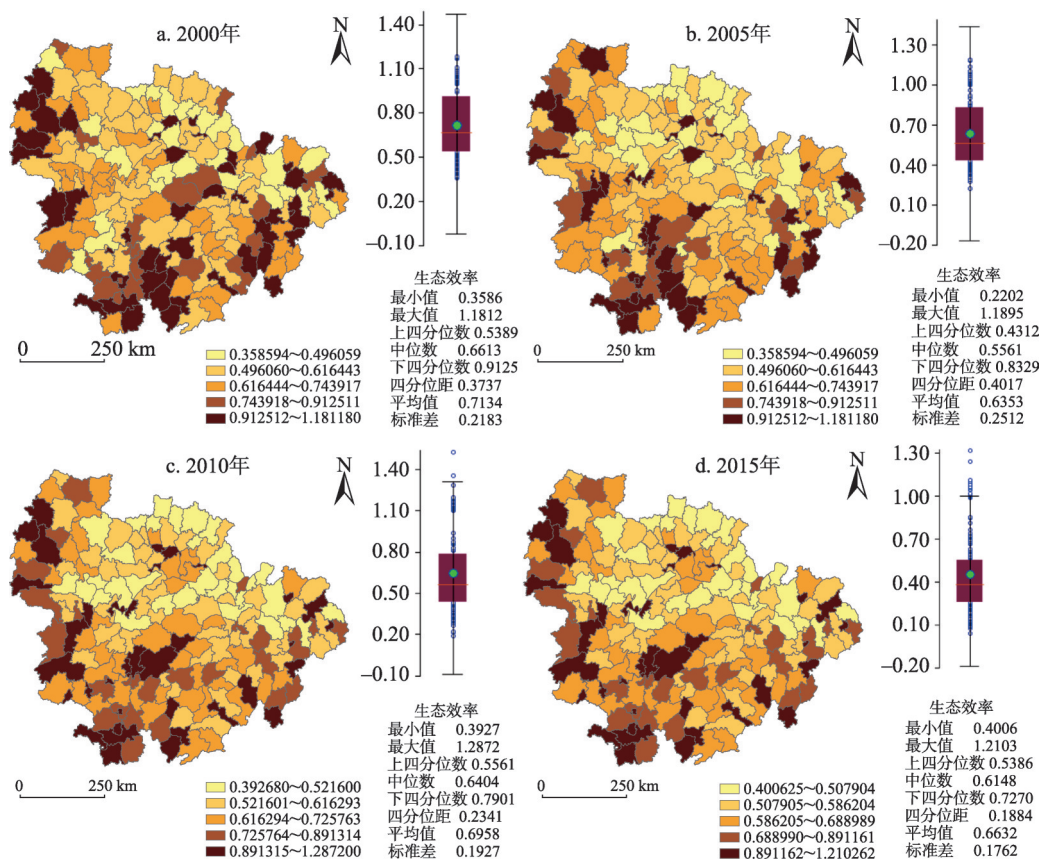 a. 2000年
N
1.40
1.10
0.80
0.50
0.20
−0.10
生态效率
最小值 0.3586
最大值 1.1812
上四分位数 0.5389
中位数 0.6613
下四分位数 0.9125
四分位距 0.3737
平均值 0.7134
标准差 0.2183
0 250 km
0.358594～0.496059
0.496060～0.616443
0.616444～0.743917
0.743918～0.912511
0.912512～1.181180
b. 2005年
N
1.30
1.00
0.70
0.40
0.10
−0.20
生态效率
最小值 0.2202
最大值 1.1895
上四分位数 0.4312
中位数 0.5561
下四分位数 0.8329
四分位距 0.4017
平均值 0.6353
标准差 0.2512
0 250 km
0.358594～0.496059
0.496060～0.616443
0.616444～0.743917
0.743918～0.912511
0.912512～1.181180
c. 2010年
N
1.40
1.10
0.80
0.50
0.20
−0.10
生态效率
最小值 0.3927
最大值 1.2872
上四分位数 0.5561
中位数 0.6404
下四分位数 0.7901
四分位距 0.2341
平均值 0.6958
标准差 0.1927
0 250 km
0.392680～0.521600
0.521601～0.616293
0.616294～0.725763
0.725764～0.891314
0.891315～1.287200
d. 2015年
N
1.30
1.00
0.70
0.40
0.10
−0.20
生态效率
最小值 0.4006
最大值 1.2103
上四分位数 0.5386
中位数 0.6148
下四分位数 0.7270
四分位距 0.1884
平均值 0.6632
标准差 0.1762
0 250 km
0.400625～0.507904
0.507905～0.586204
0.586205～0.688989
0.688990～0.891161
0.891162～1.210262